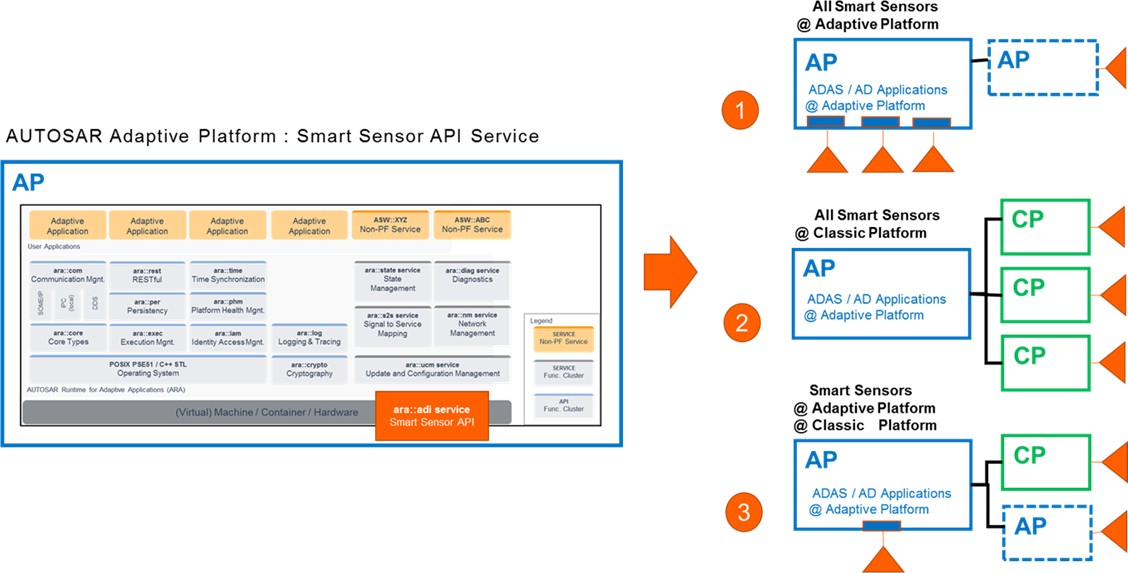 AUTOSAR Adaptive Platform : Smart Sensor API Service
AP
Adaptive
Application
Adaptive
Application
Adaptive
Application
Adaptive
Application
ASW::XYZ
Non-PF Service
ASW::ABC
Non-PF Service
User Applications
ara::com
Communication Mgnt.
SOME/IP
IPC
(local)
DDS
ara::rest
RESTful
ara::time
Time Synchronization
ara::per
Persistency
ara::phm
Platform Health Mgnt.
ara::state service
State
Management
ara::diag service
Diagnostics
ara::s2s service
Signal to Service
Mapping
ara::nm service
Network
Management
ara::core
Core Types
ara::exec
Execution Mgnt.
ara::iam
Identity Access Mgnt.
ara::log
Logging & Tracing
POSIX PSE51 / C++ STL
Operating System
ara::crypto
Cryptography
ara::ucm service
Update and Configuration Management
AUTOSAR Runtime for Adaptive Applications (ARA)
(Virtual) Machine / Container / Hardware
ara::adi service
Smart Sensor API
Legend
SERVICE
Non-PF Service
SERVICE
Func. Cluster
API
Func. Cluster
All Smart Sensors
@ Adaptive Platform
1
AP
ADAS / AD Applications
@ Adaptive Platform
AP
All Smart Sensors
@ Classic Platform
2
AP
ADAS / AD Applications
@ Adaptive Platform
CP
CP
CP
Smart Sensors
@ Adaptive Platform
@ Classic Platform
3
AP
ADAS / AD Applications
@ Adaptive Platform
CP
AP